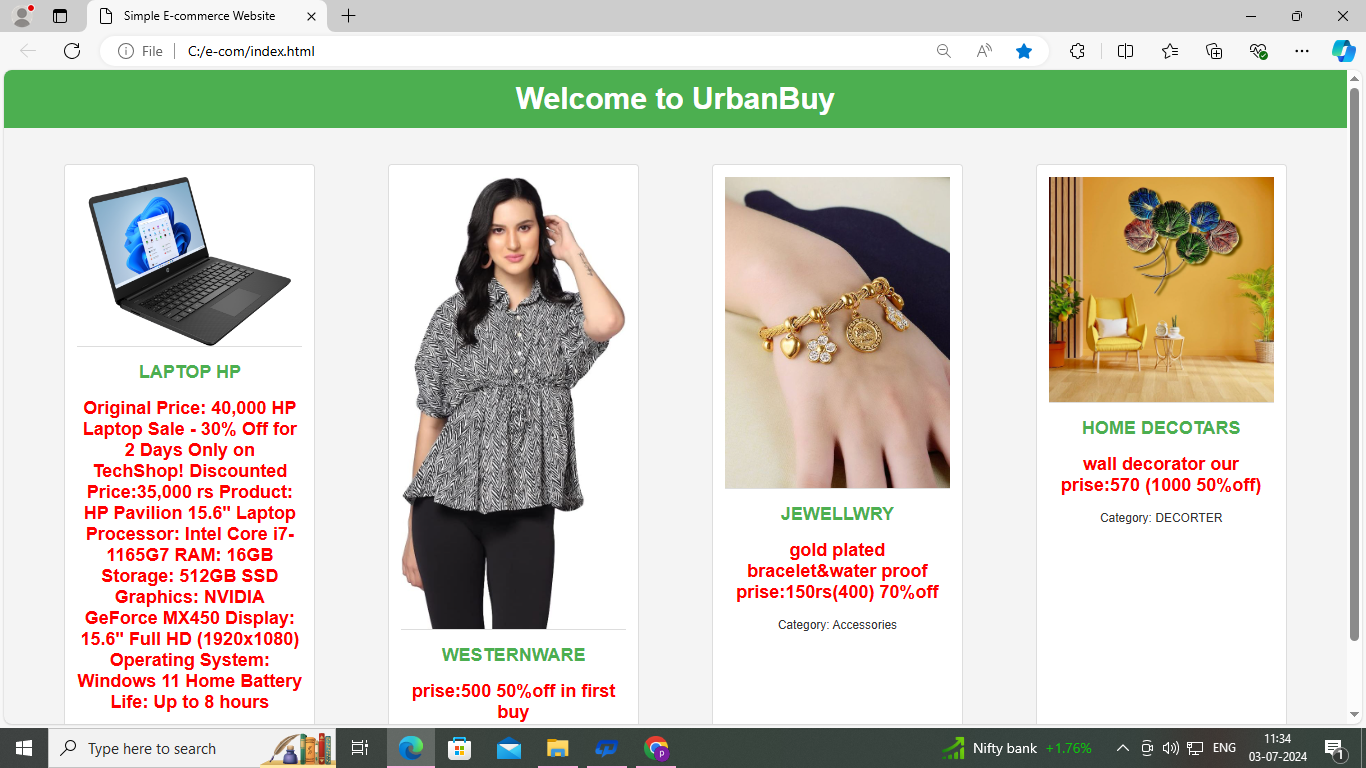 Simple E-commerce Website
File
C:/e-com/index.html
Welcome to UrbanBuy
LAPTOP HP
Original Price: 40,000 HP
Laptop Sale - 30% Off for
2 Days Only on
TechShop! Discounted
Price:35,000 rs Product:
HP Pavilion 15.6" Laptop
Processor: Intel Core i7-
1165G7 RAM: 16GB
Storage: 512GB SSD
Graphics: NVIDIA
GeForce MX450 Display:
15.6" Full HD (1920x1080)
Operating System:
Windows 11 Home Battery
Life: Up to 8 hours
WESTERNWARE
prise:500 50%off in first
buy
JEWELLWRY
gold plated
bracelet&water proof
prise:150rs(400) 70%off
Category: Accessories
HOME DECOTARS
wall decorator our
prise:570 (1000 50%off)
Category: DECORTER
Type here to search
Nifty bank +1.76%
ENG
11:34
03-07-2024
1